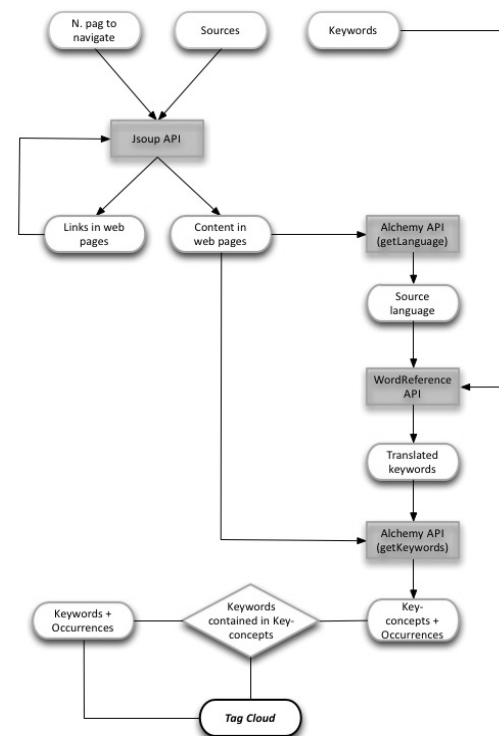 N. pag to
navigate
Sources
Keywords
Jsoup API
Links in web
pages
Content in
web pages
Alchemy API
(getLanguage)
Source
language
WordReference
API
Translated
keywords
Alchemy API
(getKeywords)
Keywords +
Occurrences
Keywords
contained in Key-
concepts
Key-
concepts +
Occurrences
Tag Cloud